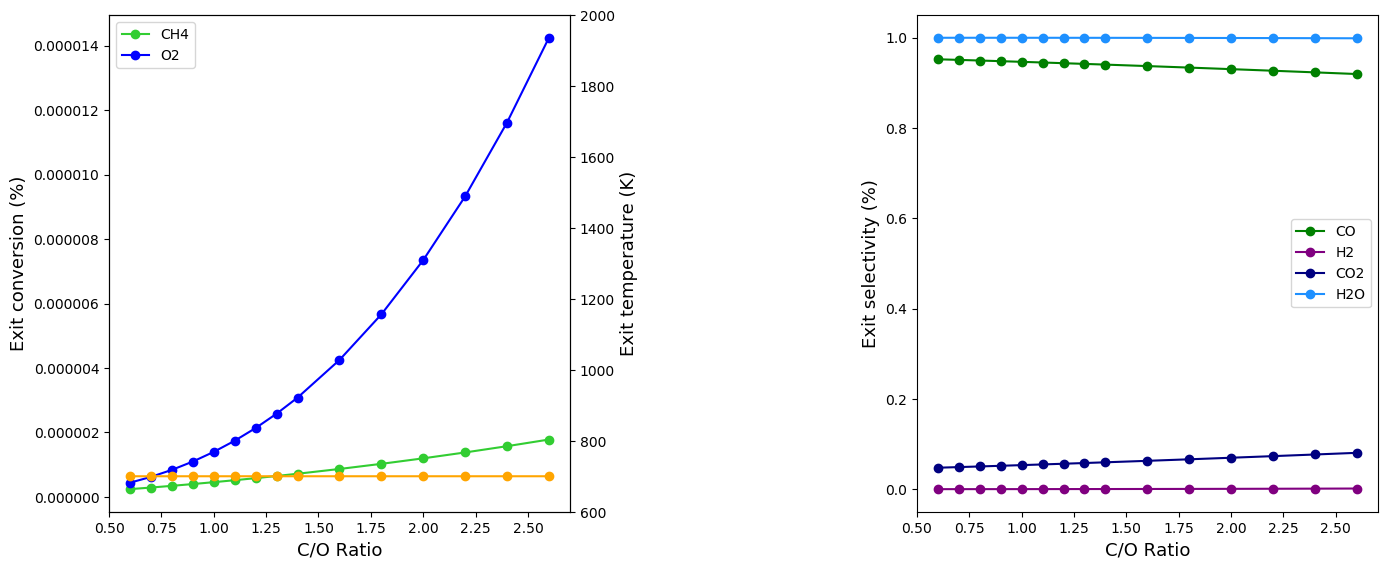 CH4
O2
0.000014
0.000012
0.000010
0.000008
0.000006
0.000004
0.000002
0.000000
Exit conversion (%)
0.50 0.75 1.00 1.25 1.50 1.75 2.00 2.25 2.50
C/O Ratio
2000
1800
1600
1400
1200
1000
800
600
Exit temperature (K)
1.0
0.8
0.6
0.4
0.2
0.0
Exit selectivity (%)
CO
H2
CO2
H2O
0.50 0.75 1.00 1.25 1.50 1.75 2.00 2.25 2.50
C/O Ratio